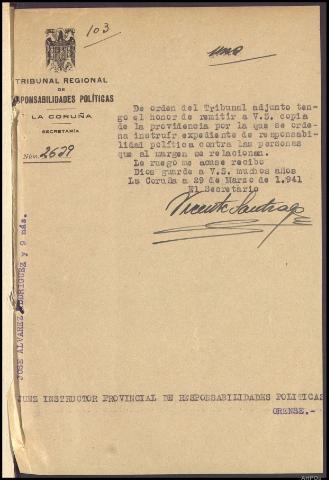 103
uno
TRIBUNAL REGIONAL
DE
RESPONSABILIDADES POLÍTICAS
LA CORUÑA
SECRETARÍA
Núm. 2629
De orden del Tribunal adjunto ten-
go el honor de remitir a V.S. copia
de la providencia por la que se orde-
na instruir expediente de responsabi-
lidad política contra las personas
que al margen se relacionan.
Le ruego me acuse recibo
Dios guarde a V.S. muchos años
La Coruña a 29 de Marzo de 1.941
El Secretario
Vicente Santiago
JOSE ALVAREZ RODRIGUEZ y 9 más.
JUEZ INSTRUCTOR PROVINCIAL DE RESPONSABILIDADES POLITICAS
ORENSE.-